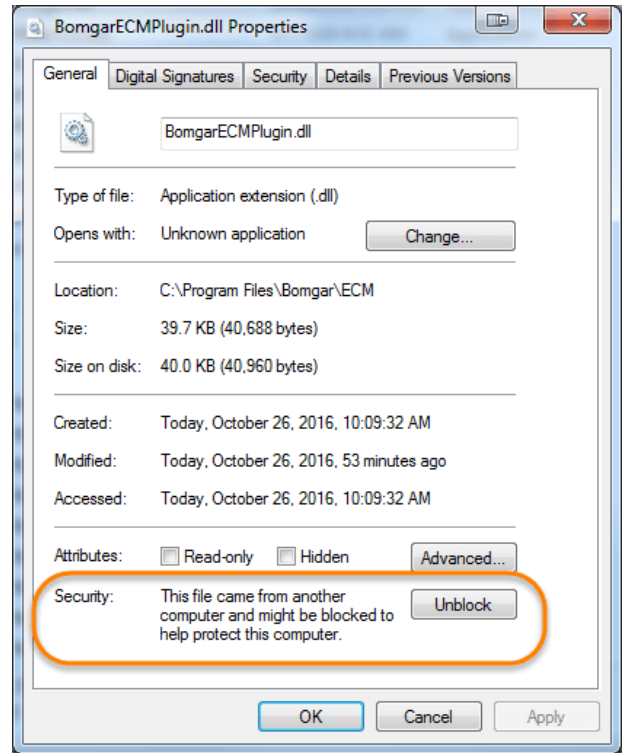 BomgarECMPlugin.dll Properties
General Digital Signatures Security Details Previous Versions
BomgarECMPlugin.dll
Type of file: Application extension (.dll)
Opens with: Unknown application Change...
Location: C:\Program Files\Bomgar\ECM
Size: 39.7 KB (40,688 bytes)
Size on disk: 40.0 KB (40,960 bytes)
Created: Today, October 26, 2016, 10:09:32 AM
Modified: Today, October 26, 2016, 53 minutes ago
Accessed: Today, October 26, 2016, 10:09:32 AM
Attributes: Read-only Hidden Advanced...
Security: This file came from another
computer and might be blocked to
help protect this computer.
Unblock
OK Cancel Apply